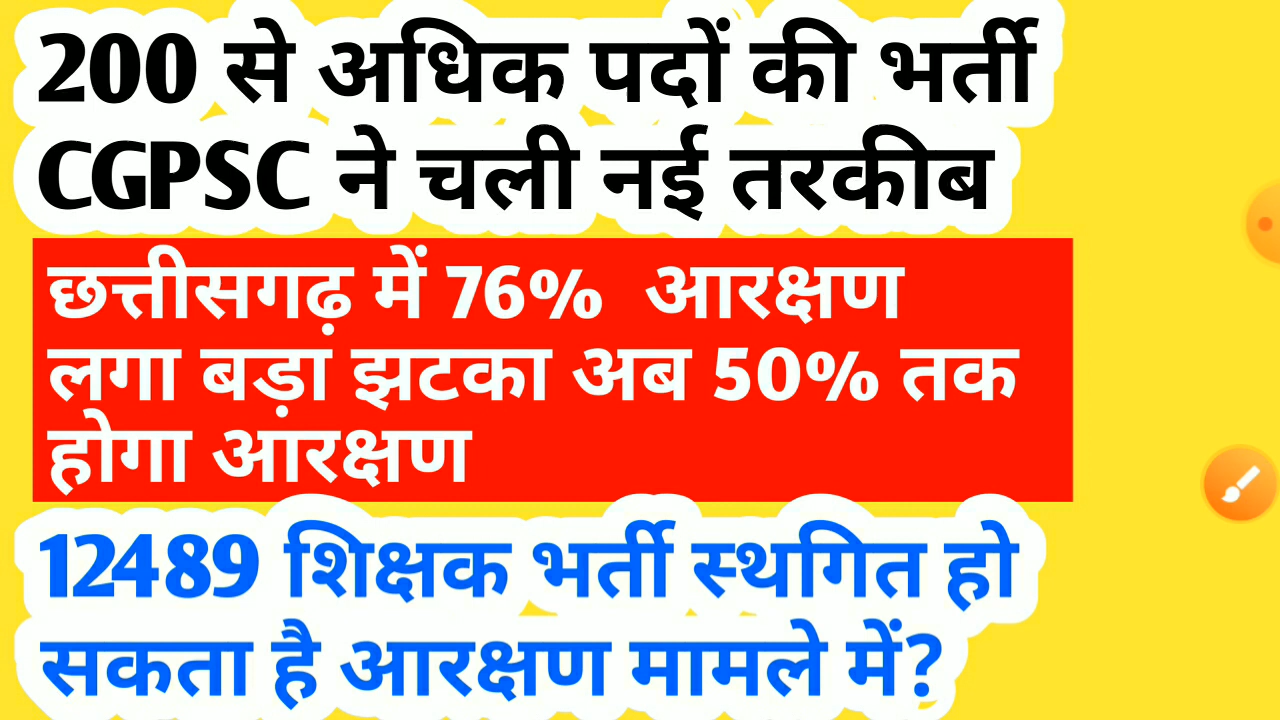 200 से अधिक पदों की भर्ती
CGPSC ने चली नई तरकीब
छत्तीसगढ़ में 76% आरक्षण
लगा बड़ा झटका अब 50% तक
होगा आरक्षण
12489 शिक्षक भर्ती स्थगित हो
सकता है आरक्षण मामले में?